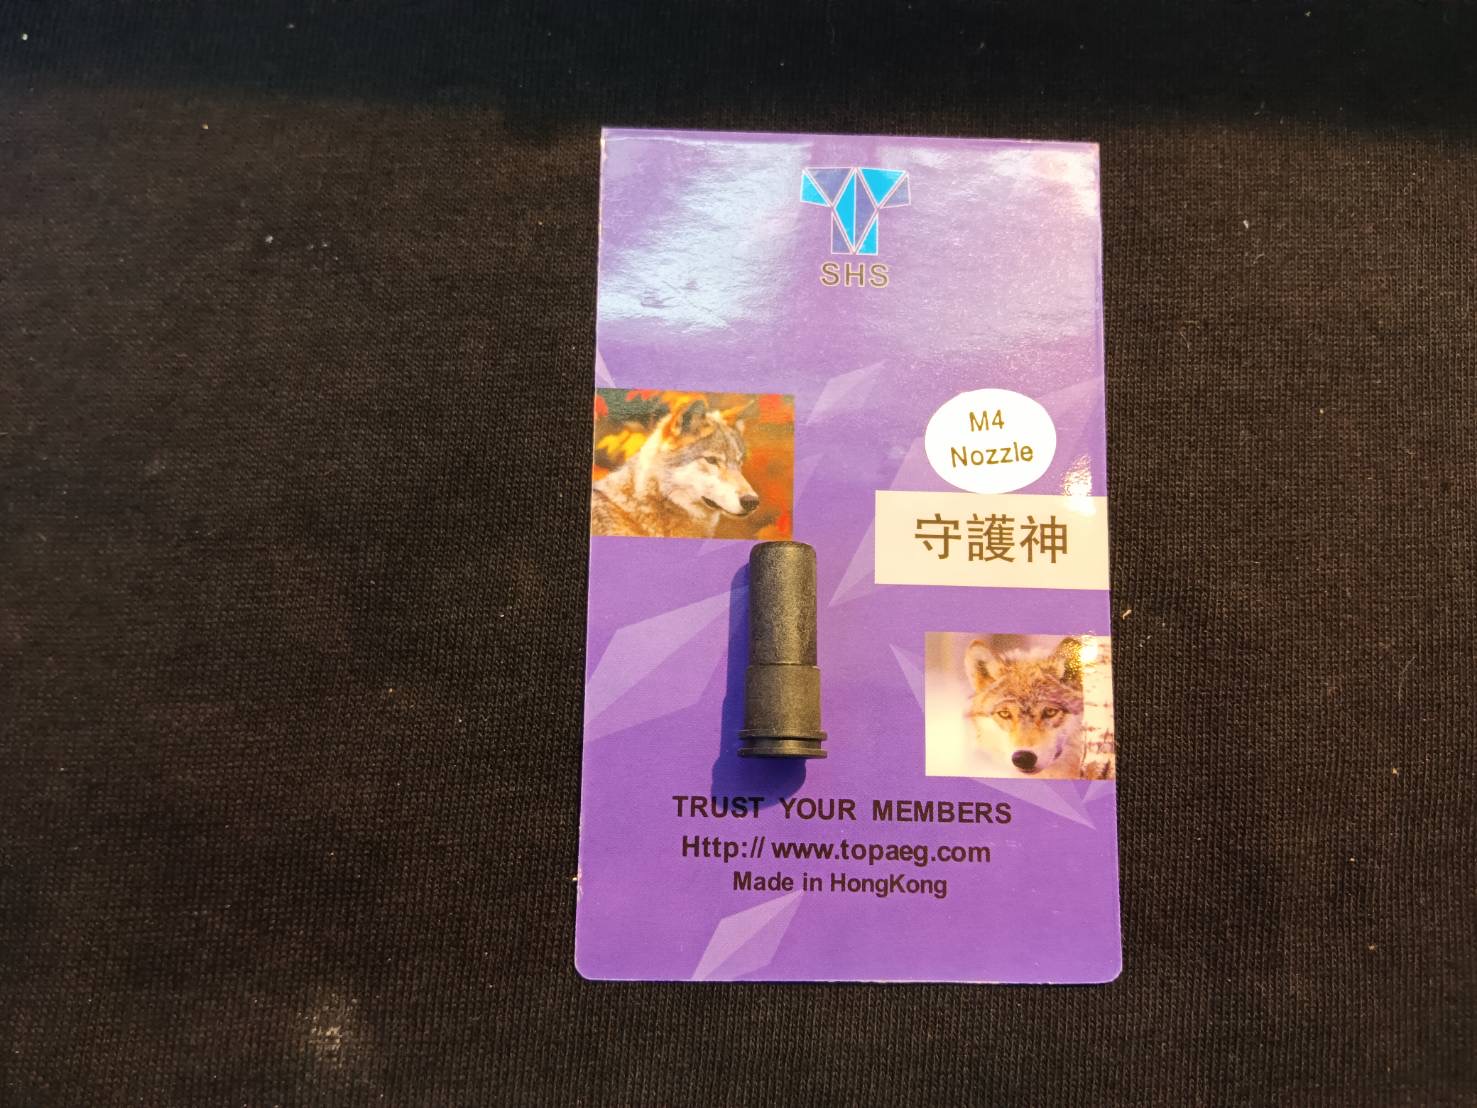 SHS
M4
Nozzle
守護神
TRUST YOUR MEMBERS
Http:// www.topaeg.com
Made in HongKong